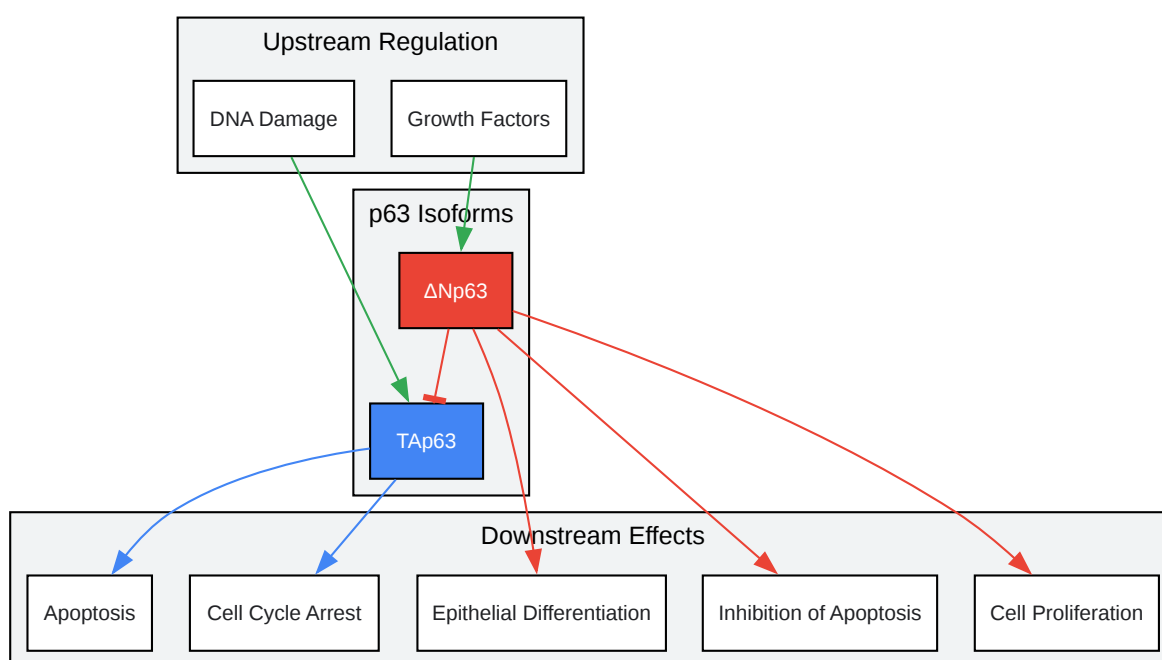 Upstream Regulation
DNA Damage
Growth Factors
p63 Isoforms
ΔNp63
TAp63
Downstream Effects
Apoptosis
Cell Cycle Arrest
Epithelial Differentiation
Inhibition of Apoptosis
Cell Proliferation